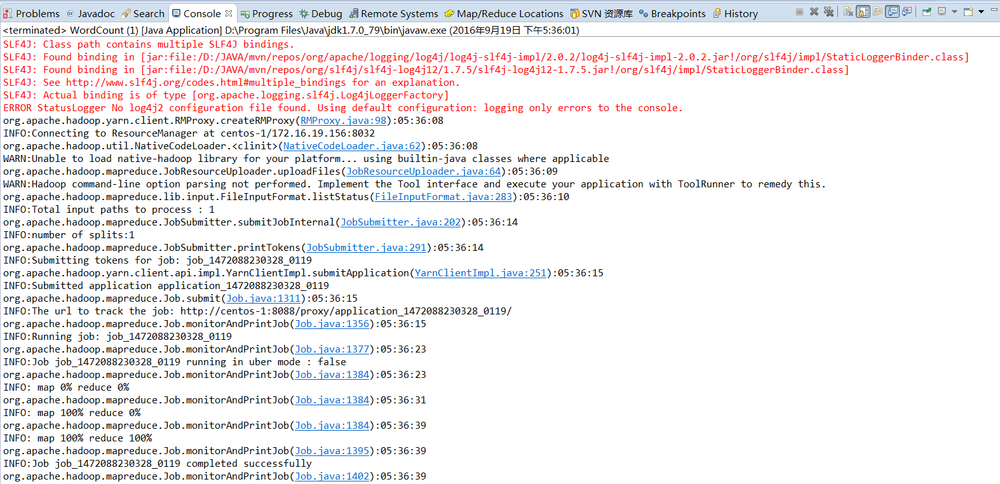 Problems Javadoc Search Console Progress Debug Remote Systems Map/Reduce Locations SVN 资源库 Breakpoints History
<terminated> WordCount (1) [Java Application] D:\Program Files\Java\jdk1.7.0_79\bin\javaw.exe (2016年9月19日 下午5:36:01)
SLF4J: Class path contains multiple SLF4J bindings.
SLF4J: Found binding in [jar:file:/D:/JAVA/mvn/repos/org/apache/logging/log4j/log4j-slf4j-impl/2.0.2/log4j-slf4j-impl-2.0.2.jar!/org/slf4j/impl/StaticLoggerBinder.class]
SLF4J: Found binding in [jar:file:/D:/JAVA/mvn/repos/org/slf4j/slf4j-log4j12/1.7.5/slf4j-log4j12-1.7.5.jar!/org/slf4j/impl/StaticLoggerBinder.class]
SLF4J: See http://www.slf4j.org/codes.html#multiple_bindings for an explanation.
SLF4J: Actual binding is of type [org.apache.logging.slf4j.Log4jLoggerFactory]
ERROR StatusLogger No log4j2 configuration file found. Using default configuration: logging only errors to the console.
org.apache.hadoop.yarn.client.RMProxy.createRMProxy(RMProxy.java:98):05:36:08
INFO:Connecting to ResourceManager at centos-1/172.16.19.156:8032
org.apache.hadoop.util.NativeCodeLoader.<clinit>(NativeCodeLoader.java:62):05:36:08
WARN:Unable to load native-hadoop library for your platform... using builtin-java classes where applicable
org.apache.hadoop.mapreduce.JobResourceUploader.uploadFiles(JobResourceUploader.java:64):05:36:09
WARN:Hadoop command-line option parsing not performed. Implement the Tool interface and execute your application with ToolRunner to remedy this.
org.apache.hadoop.mapreduce.lib.input.FileInputFormat.listStatus(FileInputFormat.java:283):05:36:10
INFO:Total input paths to process : 1
org.apache.hadoop.mapreduce.JobSubmitter.submitJobInternal(JobSubmitter.java:202):05:36:14
INFO:number of splits:1
org.apache.hadoop.mapreduce.JobSubmitter.printTokens(JobSubmitter.java:291):05:36:14
INFO:Submitting tokens for job: job_1472088230328_0119
org.apache.hadoop.yarn.client.api.impl.YarnClientImpl.submitApplication(YarnClientImpl.java:251):05:36:15
INFO:Submitted application application_1472088230328_0119
org.apache.hadoop.mapreduce.Job.submit(Job.java:1311):05:36:15
INFO:The url to track the job: http://centos-1:8088/proxy/application_1472088230328_0119/
org.apache.hadoop.mapreduce.Job.monitorAndPrintJob(Job.java:1356):05:36:15
INFO:Running job: job_1472088230328_0119
org.apache.hadoop.mapreduce.Job.monitorAndPrintJob(Job.java:1377):05:36:23
INFO:Job job_1472088230328_0119 running in uber mode : false
org.apache.hadoop.mapreduce.Job.monitorAndPrintJob(Job.java:1384):05:36:23
INFO: map 0% reduce 0%
org.apache.hadoop.mapreduce.Job.monitorAndPrintJob(Job.java:1384):05:36:31
INFO: map 100% reduce 0%
org.apache.hadoop.mapreduce.Job.monitorAndPrintJob(Job.java:1384):05:36:39
INFO: map 100% reduce 100%
org.apache.hadoop.mapreduce.Job.monitorAndPrintJob(Job.java:1395):05:36:39
INFO:Job job_1472088230328_0119 completed successfully
org.apache.hadoop.mapreduce.Job.monitorAndPrintJob(Job.java:1402):05:36:39